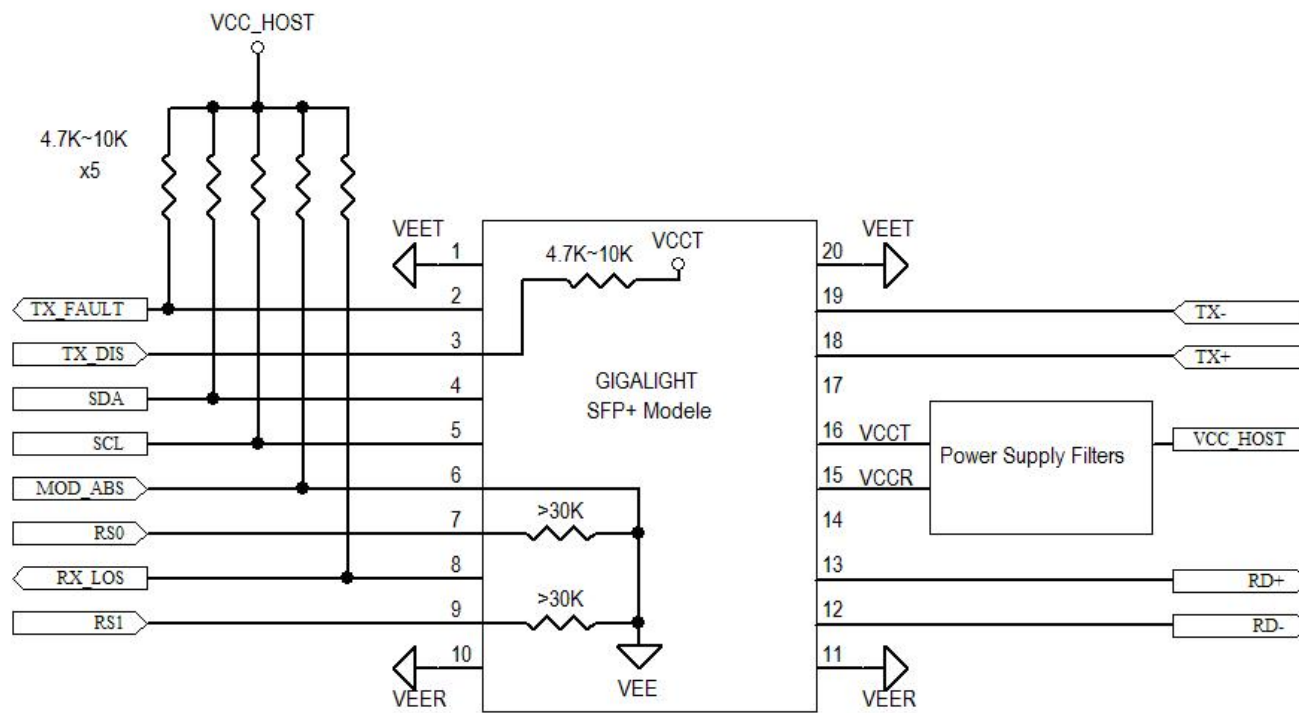 VCC_HOST
4.7K~10K
x5
VEET
1
4.7K~10K
VCCT
20
VEET
TX_FAULT
2
19
TX-
TX_DIS
3
18
TX+
SDA
4
GIGALIGHT
SFP+ Modele
17
SCL
5
16
VCCT
Power Supply Filters
VCC_HOST
MOD_ABS
6
15
VCCR
RS0
7
>30K
14
RX_LOS
8
13
RD+
RS1
9
>30K
12
RD-
10
VEER
VEE
11
VEER